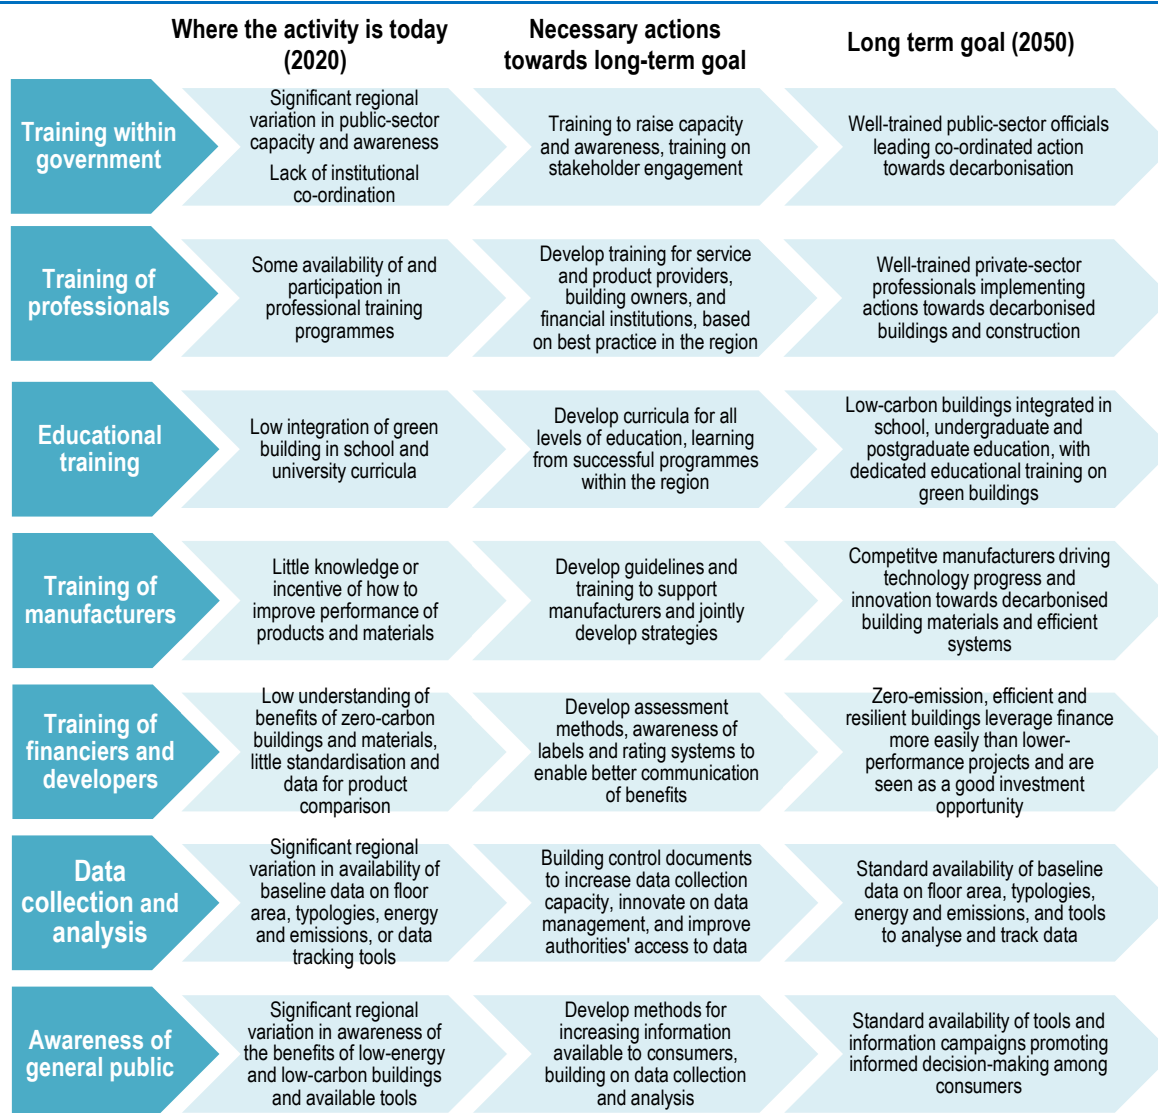 Where the activity is today
(2020)
Necessary actions
towards long-term goal
Long term goal (2050)
Training within
government
Significant regional
variation in public-sector
capacity and awareness
Lack of institutional
co-ordination
Training to raise capacity
and awareness, training on
stakeholder engagement
Well-trained public-sector officials
leading co-ordinated action
towards decarbonisation
Training of
professionals
Some availability of and
participation in
professional training
programmes
Develop training for service
and product providers,
building owners, and
financial institutions, based
on best practice in the region
Well-trained private-sector
professionals implementing
actions towards decarbonised
buildings and construction
Educational
training
Low integration of green
building in school and
university curricula
Develop curricula for all
levels of education, learning
from successful programmes
within the region
Low-carbon buildings integrated in
school, undergraduate and
postgraduate education, with
dedicated educational training on
green buildings
Training of
manufacturers
Little knowledge or
incentive of how to
improve performance of
products and materials
Develop guidelines and
training to support
manufacturers and jointly
develop strategies
Competitve manufacturers driving
technology progress and
innovation towards decarbonised
building materials and efficient
systems
Training of
financiers and
developers
Low understanding of
benefits of zero-carbon
buildings and materials,
little standardisation and
data for product
comparison
Develop assessment
methods, awareness of
labels and rating systems to
enable better communication
of benefits
Zero-emission, efficient and
resilient buildings leverage finance
more easily than lower-
performance projects and are
seen as a good investment
opportunity
Data
collection and
analysis
Significant regional
variation in availability of
baseline data on floor
area, typologies, energy
and emissions, or data
tracking tools
Building control documents
to increase data collection
capacity, innovate on data
management, and improve
authorities' access to data
Standard availability of baseline
data on floor area, typologies,
energy and emissions, and tools
to analyse and track data
Awareness of
general public
Significant regional
variation in awareness of
the benefits of low-energy
and low-carbon buildings
and available tools
Develop methods for
increasing information
available to consumers,
building on data collection
and analysis
Standard availability of tools and
information campaigns promoting
informed decision-making among
consumers